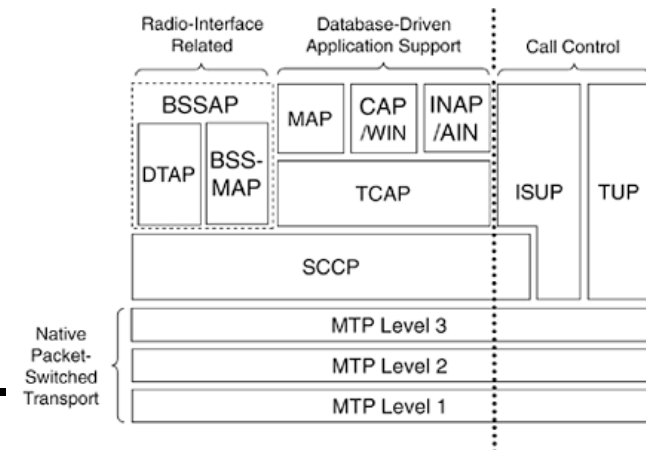 Radio-Interface
Related
Database-Driven
Application Support
Call Control
BSSAP
DTAP
BSS-
MAP
MAP
CAP
/WIN
INAP
/AIN
TCAP
ISUP
TUP
SCCP
Native
Packet-
Switched
Transport
MTP Level 3
MTP Level 2
MTP Level 1